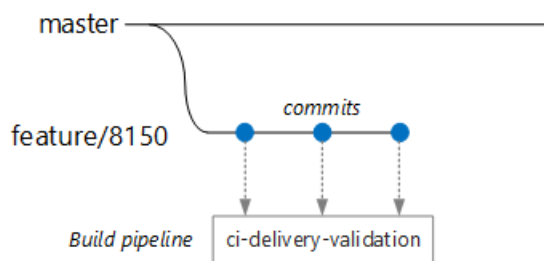 master
commits
feature/8150
Build pipeline
ci-delivery-validation